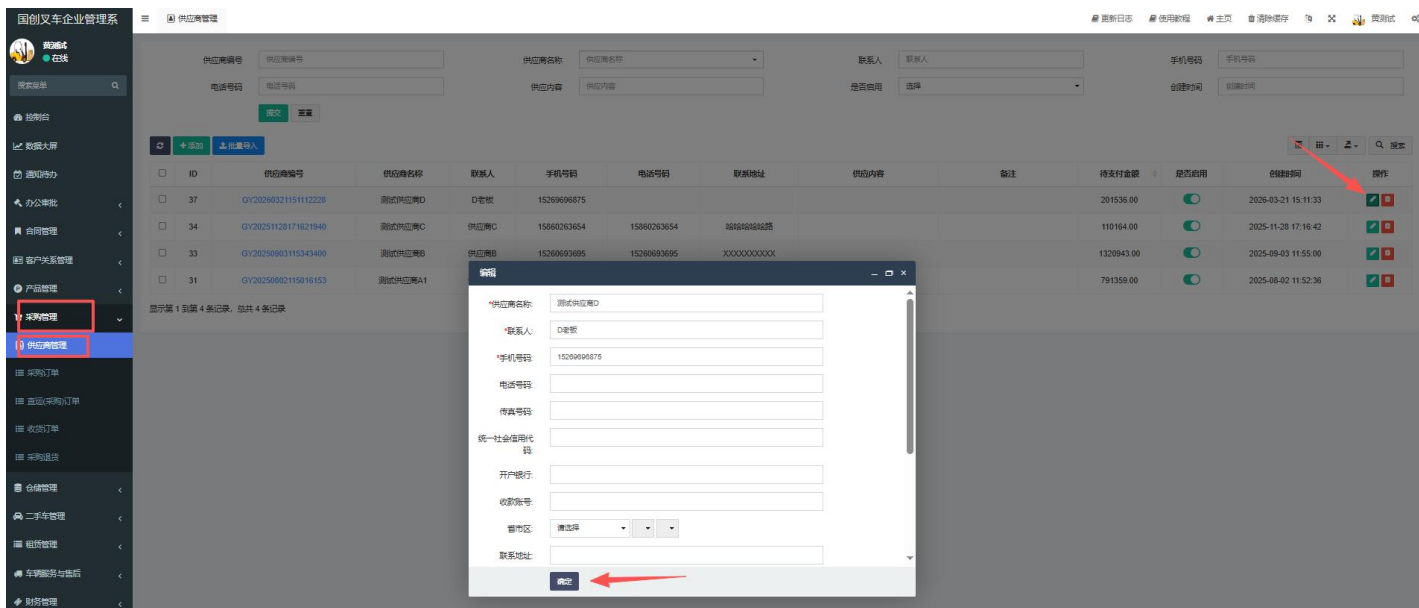 国创叉车企业管理系
供应商管理
更新日志 使用教程 主页 清除缓存 黄测试
黄测试
在线
搜索菜单
供应商编号 供应商编号 供应商名称 供应商名称 联系人 联系人 手机号码 手机号码
电话号码 电话号码 供应内容 供应内容 是否启用 选择 创建时间 创建时间
提交 重置
添加 批量导入 搜索
ID 供应商编号 供应商名称 联系人 手机号码 电话号码 联系地址 供应内容 备注 待支付金额 是否启用 创建时间 操作
37 GY20260321151112228 测试供应商D D老板 15269696875 201536.00 2026-03-21 15:11:33
34 GY20251128171621940 测试供应商C 供应商C 15860263654 15860263654 哈哈哈哈哈路 110164.00 2025-11-28 17:16:42
33 GY20250903115343400 测试供应商B 供应商B 15260693695 15260693695 XXXXXXXXXX 1320943.00 2025-09-03 11:55:00
31 GY20250802115016153 测试供应商A1 791359.00 2025-08-02 11:52:36
显示第 1 到第 4 条记录，总共 4 条记录
控制台
数据大屏
通知待办
办公审批
合同管理
客户关系管理
产品管理
采购管理
供应商管理
采购订单
直运(采购)订单
收货订单
采购退货
仓储管理
二手车管理
租赁管理
车辆服务与售后
财务管理
编辑
*供应商名称: 测试供应商D
*联系人: D老板
*手机号码: 15269696875
电话号码:
传真号码:
统一社会信用代
码:
开户银行:
收款账号:
省市区: 请选择
联系地址:
确定